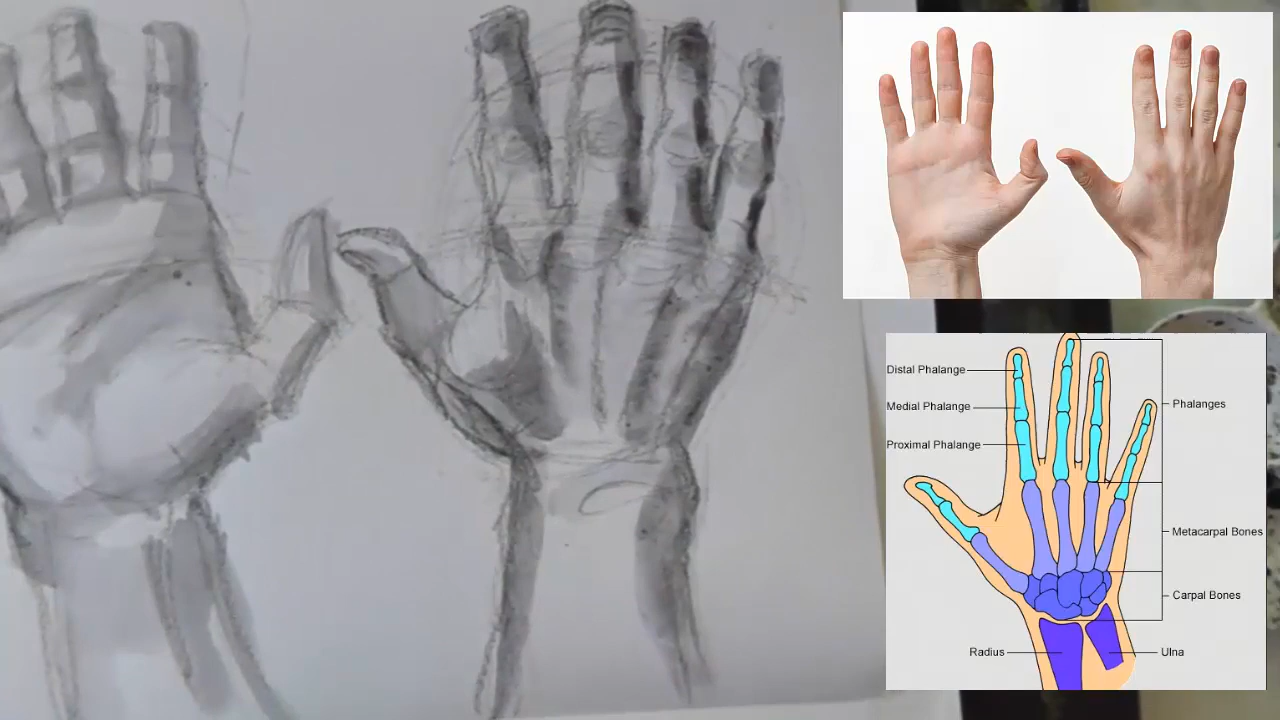 Distal Phalange
Medial Phalange
Phalanges
Proximal Phalange
Metacarpal Bones
Carpal Bones
Radius
Ulna